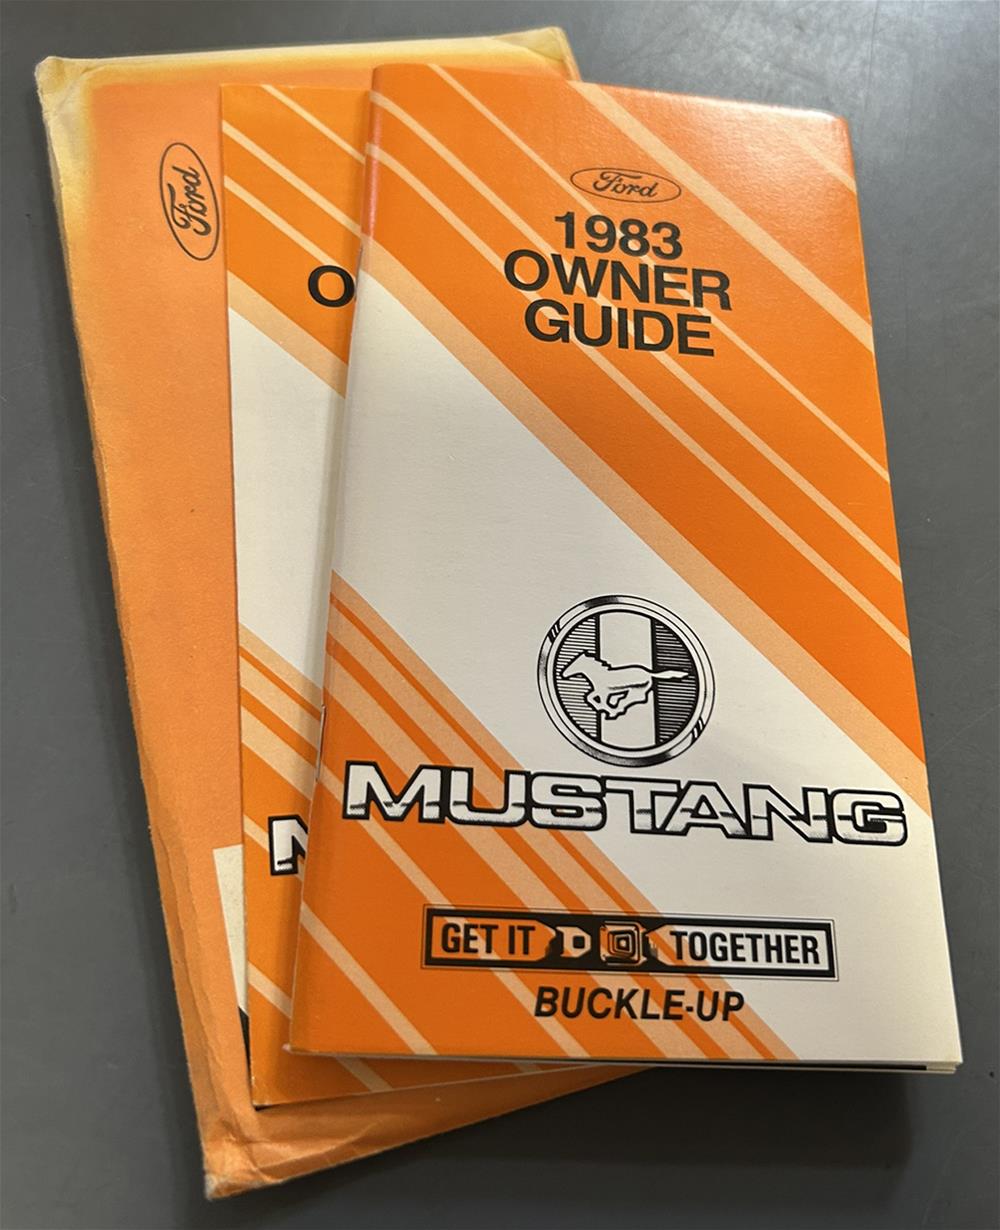 Ford
Ford
1983
OWNER
GUIDE
O
MUSTANG
M
GET IT TOGETHER
BUCKLE-UP